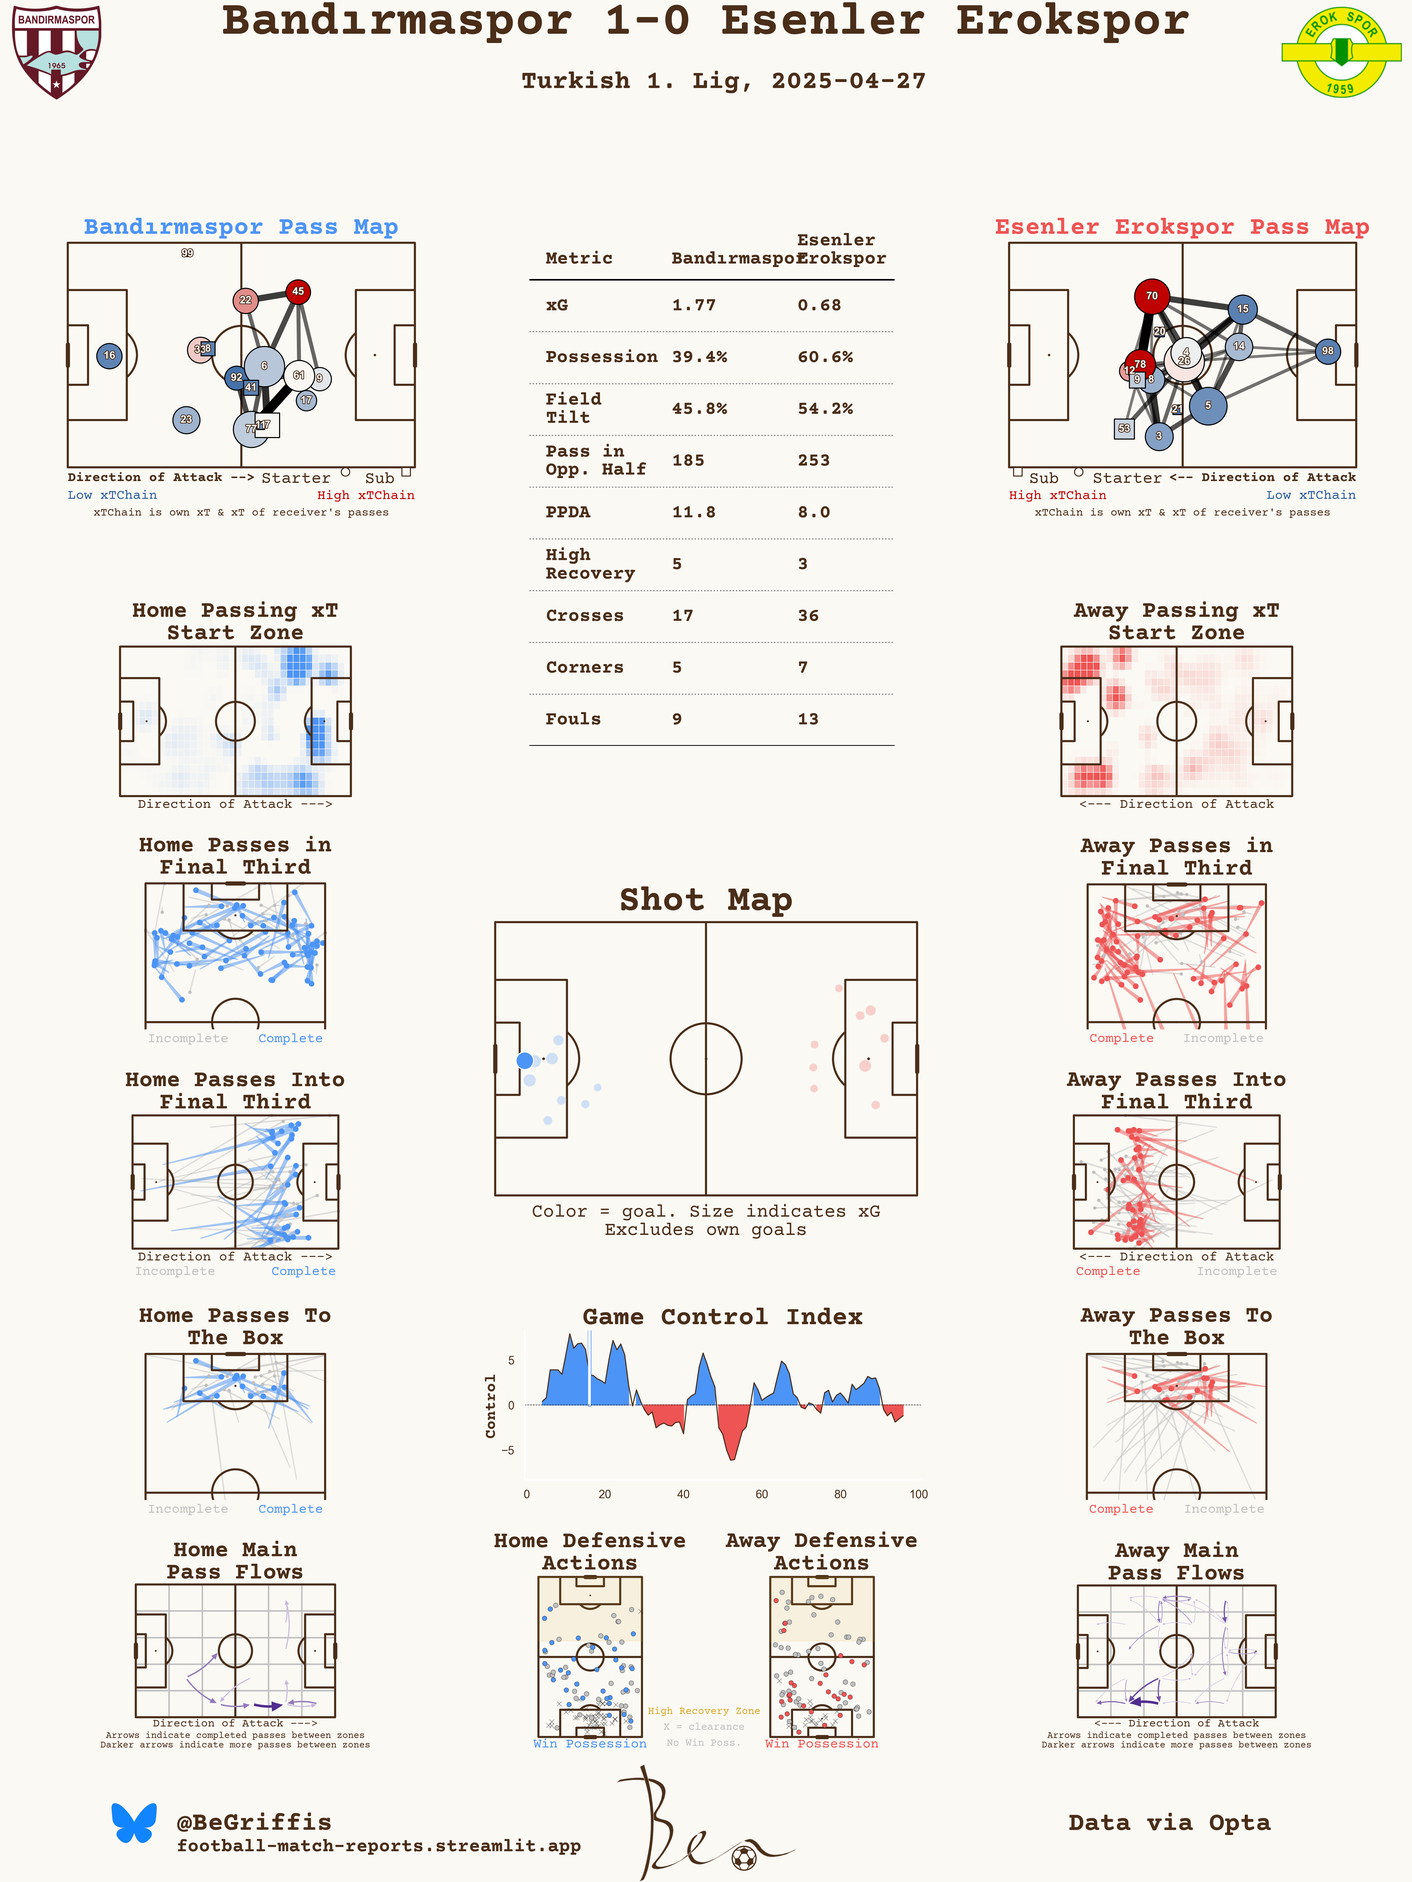 Bandırmaspor 1-0 Esenler Erokspor
Turkish 1. Lig, 2025-04-27
BANDIRMASPOR
1965
EROK SPOR
1959
Bandırmaspor Pass Map
99
22
45
16
38
6
92
41
61
9
17
23
77
117
Direction of Attack --> Starter Sub
Low xTChain High xTChain
xTChain is own xT & xT of receiver's passes
Metric Bandırmaspor Esenler Erokspor
xG 1.77 0.68
Possession 39.4% 60.6%
Field Tilt 45.8% 54.2%
Pass in Opp. Half 185 253
PPDA 11.8 8.0
High Recovery 5 3
Crosses 17 36
Corners 5 7
Fouls 9 13
Esenler Erokspor Pass Map
70
15
20
4
26
14
98
78
12
9
8
5
21
53
3
Sub Starter <-- Direction of Attack
High xTChain Low xTChain
xTChain is own xT & xT of receiver's passes
Home Passing xT
Start Zone
Direction of Attack --->
Away Passing xT
Start Zone
<--- Direction of Attack
Home Passes in
Final Third
Incomplete Complete
Away Passes in
Final Third
Complete Incomplete
Shot Map
Color = goal. Size indicates xG
Excludes own goals
Home Passes Into
Final Third
Direction of Attack --->
Incomplete Complete
Away Passes Into
Final Third
<--- Direction of Attack
Complete Incomplete
Home Passes To
The Box
Incomplete Complete
Game Control Index
Control
5
0
−5
0 20 40 60 80 100
Away Passes To
The Box
Complete Incomplete
Home Main
Pass Flows
Direction of Attack --->
Arrows indicate completed passes between zones
Darker arrows indicate more passes between zones
Home Defensive
Actions
Win Possession
High Recovery Zone
X = clearance
No Win Poss.
Away Defensive
Actions
Win Possession
Away Main
Pass Flows
<--- Direction of Attack
Arrows indicate completed passes between zones
Darker arrows indicate more passes between zones
@BeGriffis
football-match-reports.streamlit.app
Ben
Data via Opta